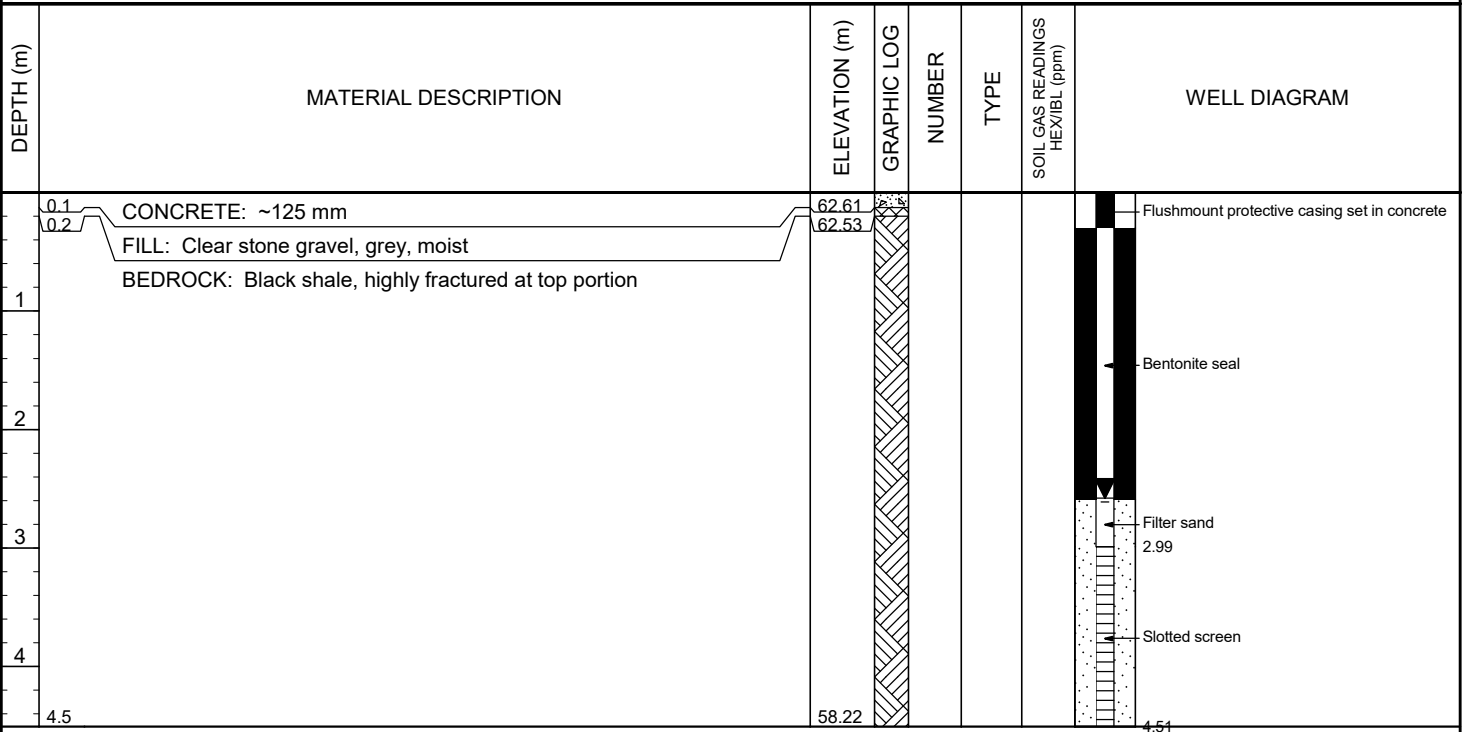 DEPTH (m)
MATERIAL DESCRIPTION
ELEVATION (m)
GRAPHIC LOG
NUMBER
TYPE
SOIL GAS READINGS
HEX/IBL (ppm)
WELL DIAGRAM
0.1 CONCRETE: ~125 mm 62.61
Flushmount protective casing set in concrete
0.2 62.53
FILL: Clear stone gravel, grey, moist
BEDROCK: Black shale, highly fractured at top portion
1
Bentonite seal
2
Filter sand
3
2.99
Slotted screen
4
4.5 58.22
4.51